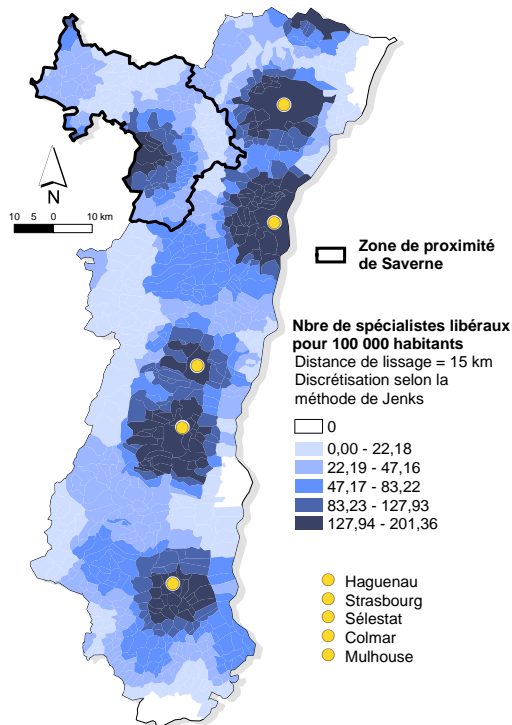 N
10 5 0 10 km
Zone de proximité
de Saverne
Nbre de spécialistes libéraux
pour 100 000 habitants
Distance de lissage = 15 km
Discrétisation selon la
méthode de Jenks
0
0,00 - 22,18
22,19 - 47,16
47,17 - 83,22
83,23 - 127,93
127,94 - 201,36
Haguenau
Strasbourg
Sélestat
Colmar
Mulhouse